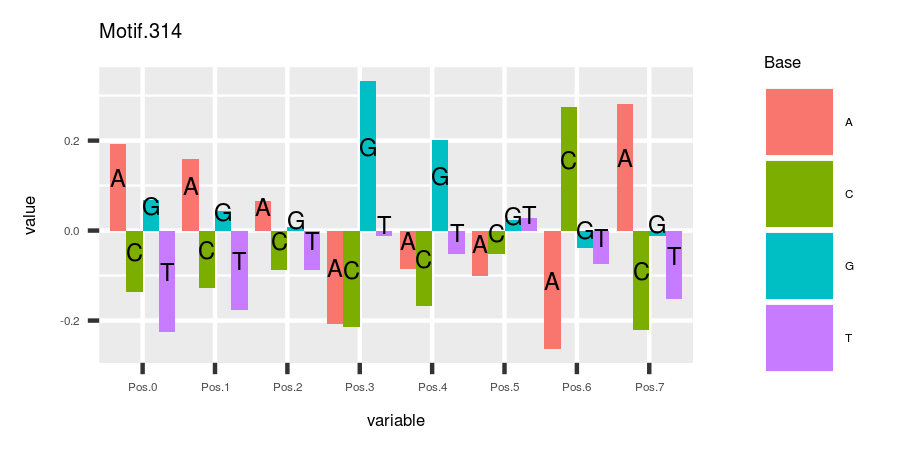 Motif.314
value
0.2
0.0
-0.2
A C G T A C G T A C G T A C G T A C G T A C G T A C G T A C G T
Pos.0 Pos.1 Pos.2 Pos.3 Pos.4 Pos.5 Pos.6 Pos.7
variable
Base
A
C
G
T